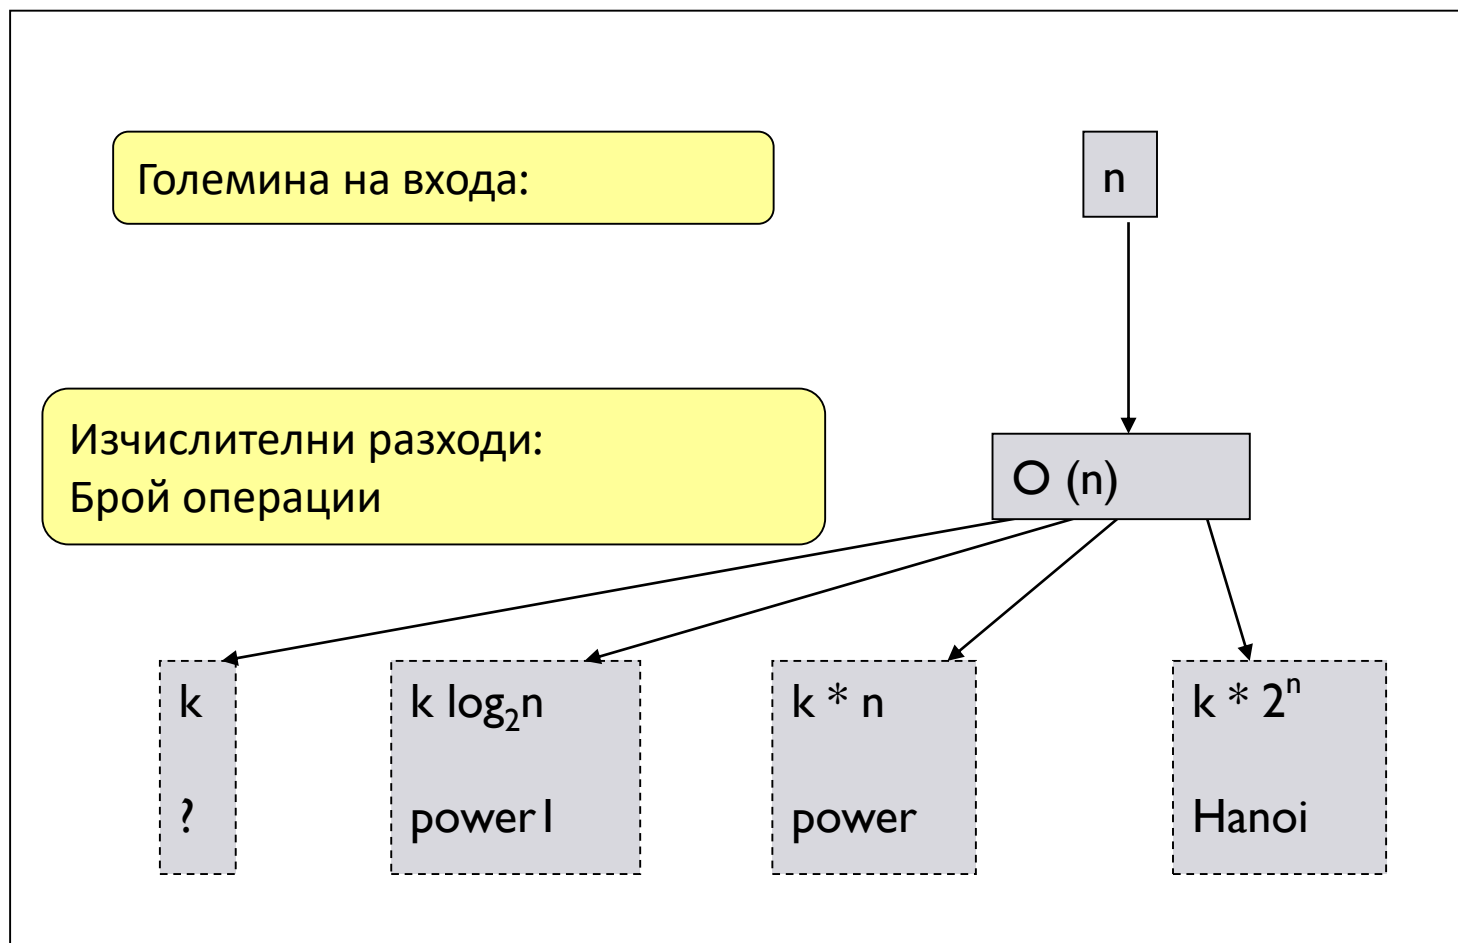 Големина на входа:
n
Изчислителни разходи:
Брой операции
O (n)
k
?
k log₂n
power1
k * n
power
k * 2ⁿ
Hanoi